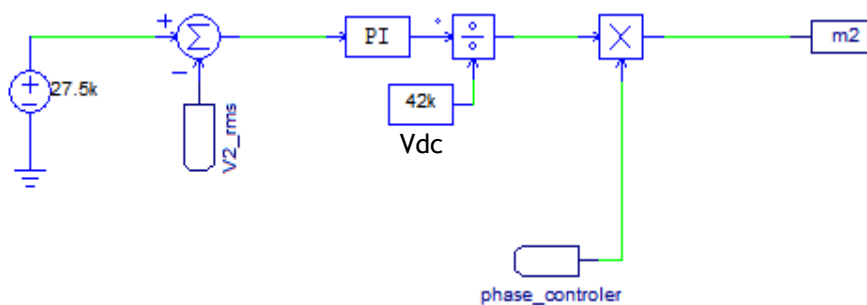 27.5k
V2_rms
PI
42k
Vdc
m2
phase_controler